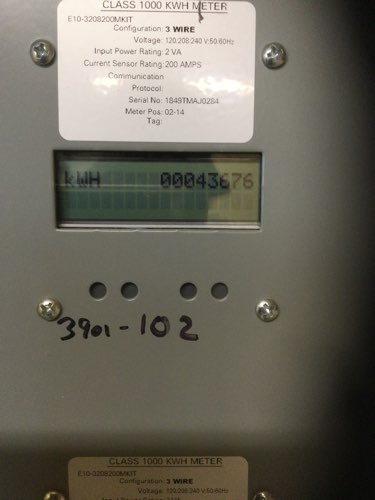 CLASS 1000 KWH METER
E10-3208200MKIT
Configuration: 3 WIRE
Voltage: 120:208:240 V:50:60Hz
Input Power Rating: 2 VA
Current Sensor Rating: 200 AMPS
Communication
Protocol:
Serial No: 1849TMAJ0284
Meter Pos: 02-14
Tag:
kWH 00043676
3901-102
CLASS 1000 KWH METER
E10-3208200MKIT
Configuration: 3 WIRE
Voltage: 120:208:240 V:50:60Hz